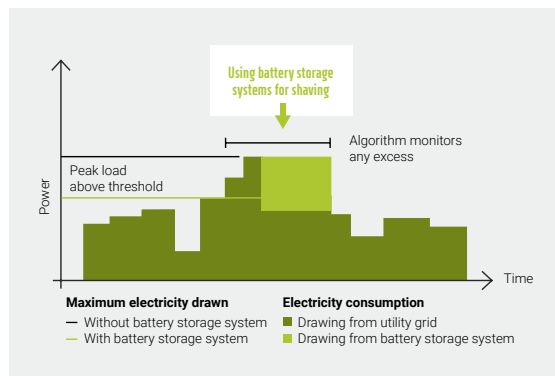 Using battery storage
systems for shaving
Algorithm monitors
any excess
Peak load
above threshold
Power
Time
Maximum electricity drawn
Without battery storage system
With battery storage system
Electricity consumption
Drawing from utility grid
Drawing from battery storage system